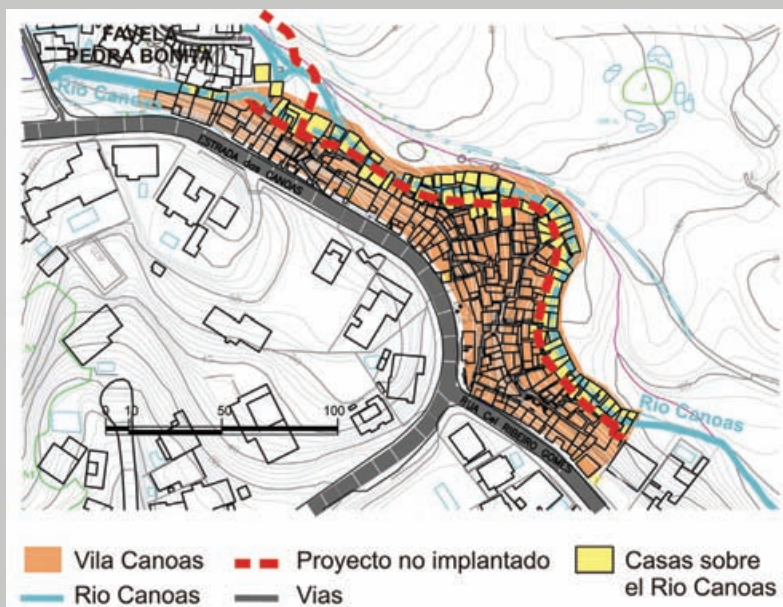 FAVELA
PEDRA BONITA
Rio Canoas
ESTRADA das CANOAS
RUA Gel RIBEIRO GOMES
Rio Canoas
0 10 50 100
Vila Canoas
Proyecto no implantado
Casas sobre
el Rio Canoas
Rio Canoas
Vias